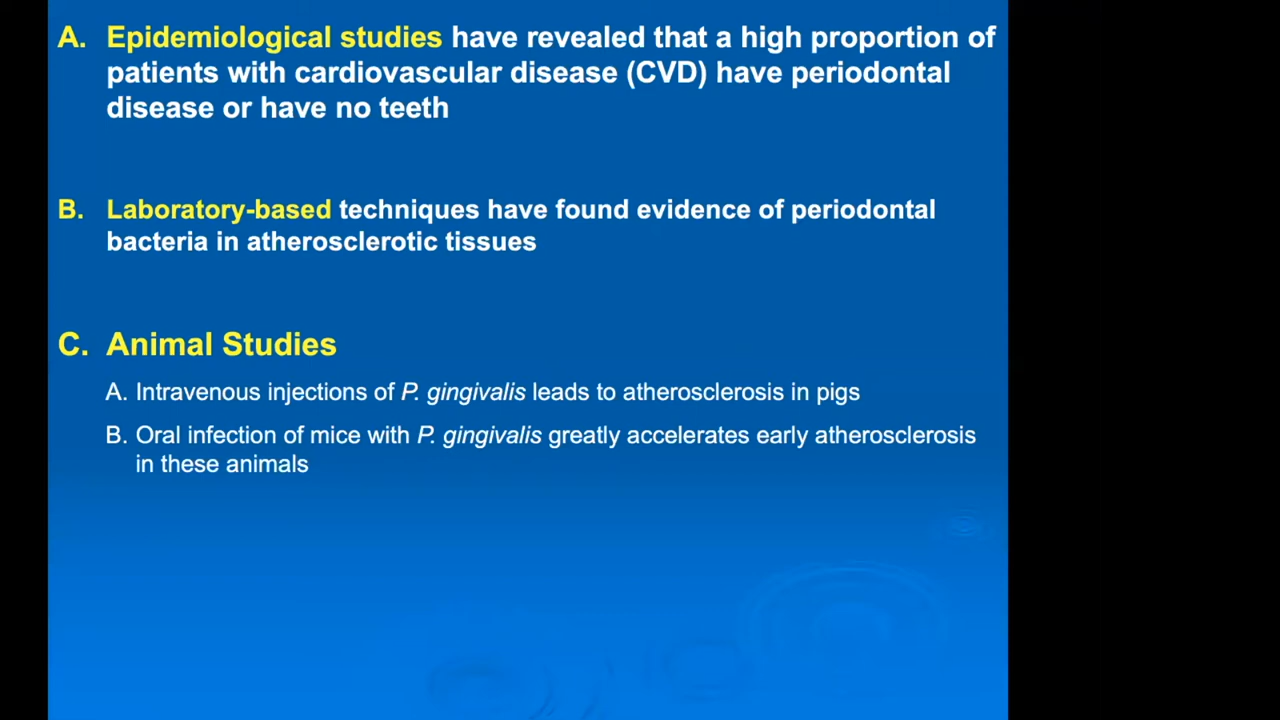 A. Epidemiological studies have revealed that a high proportion of
patients with cardiovascular disease (CVD) have periodontal
disease or have no teeth
B. Laboratory-based techniques have found evidence of periodontal
bacteria in atherosclerotic tissues
C. Animal Studies
A. Intravenous injections of P. gingivalis leads to atherosclerosis in pigs
B. Oral infection of mice with P. gingivalis greatly accelerates early atherosclerosis
in these animals